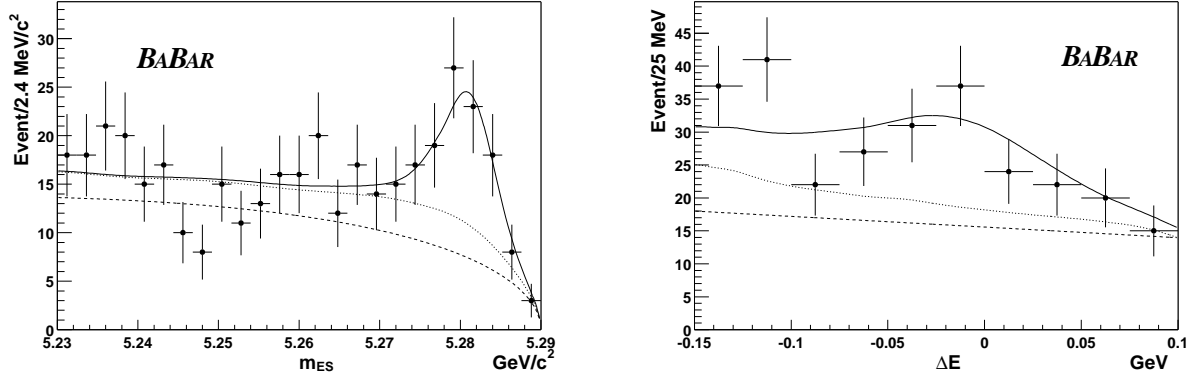 Event/2.4 MeV/c²
30
25
20
15
10
5
0
BABAR
5.23 5.24 5.25 5.26 5.27 5.28 5.29
m_ES GeV/c²
Event/25 MeV
45
40
35
30
25
20
15
10
5
0
BABAR
-0.15 -0.1 -0.05 0 0.05 0.1
ΔE GeV